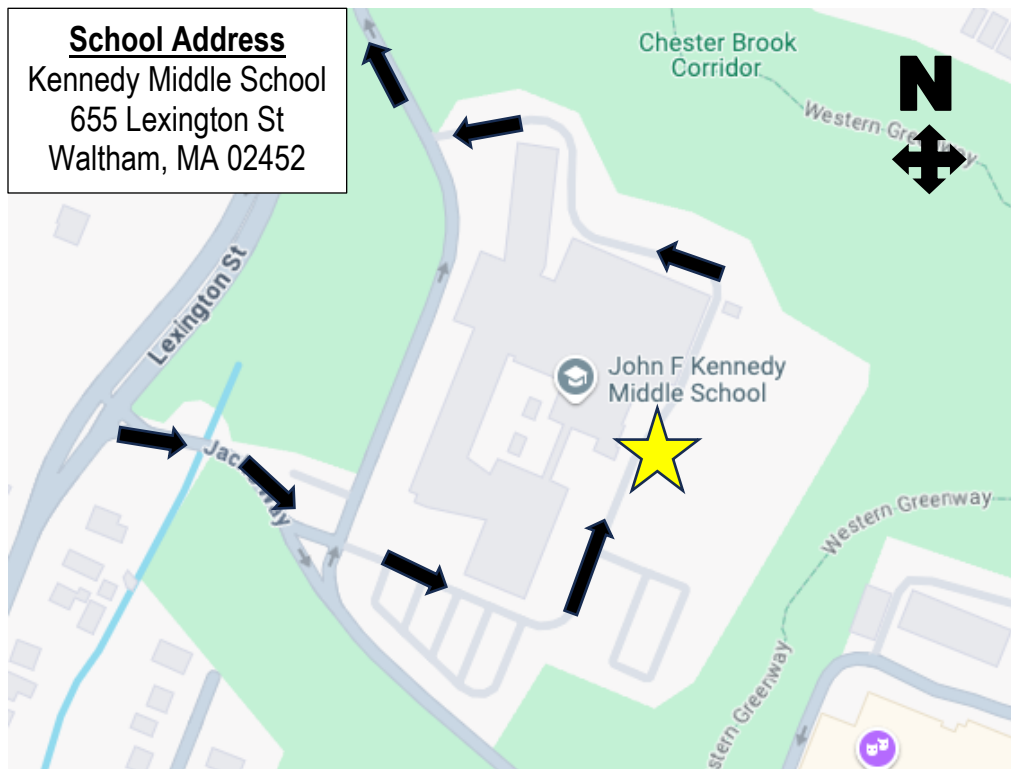 School Address
Kennedy Middle School
655 Lexington St
Waltham, MA 02452
Chester Brook
Corridor
N
Western Greenway
Lexington St
John F Kennedy
Middle School
Western Greenway
Western Greenway